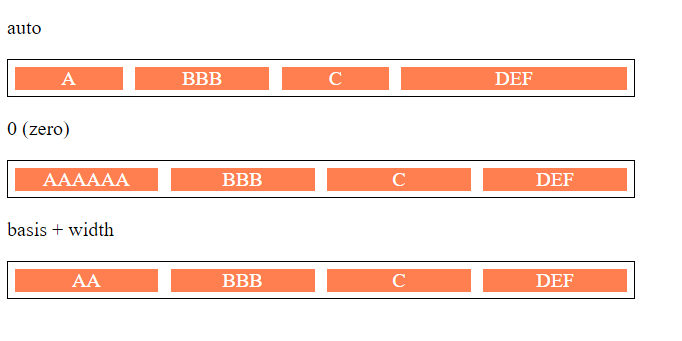 auto
A BBB C DEF
0 (zero)
AAAAAA BBB C DEF
basis + width
AA BBB C DEF